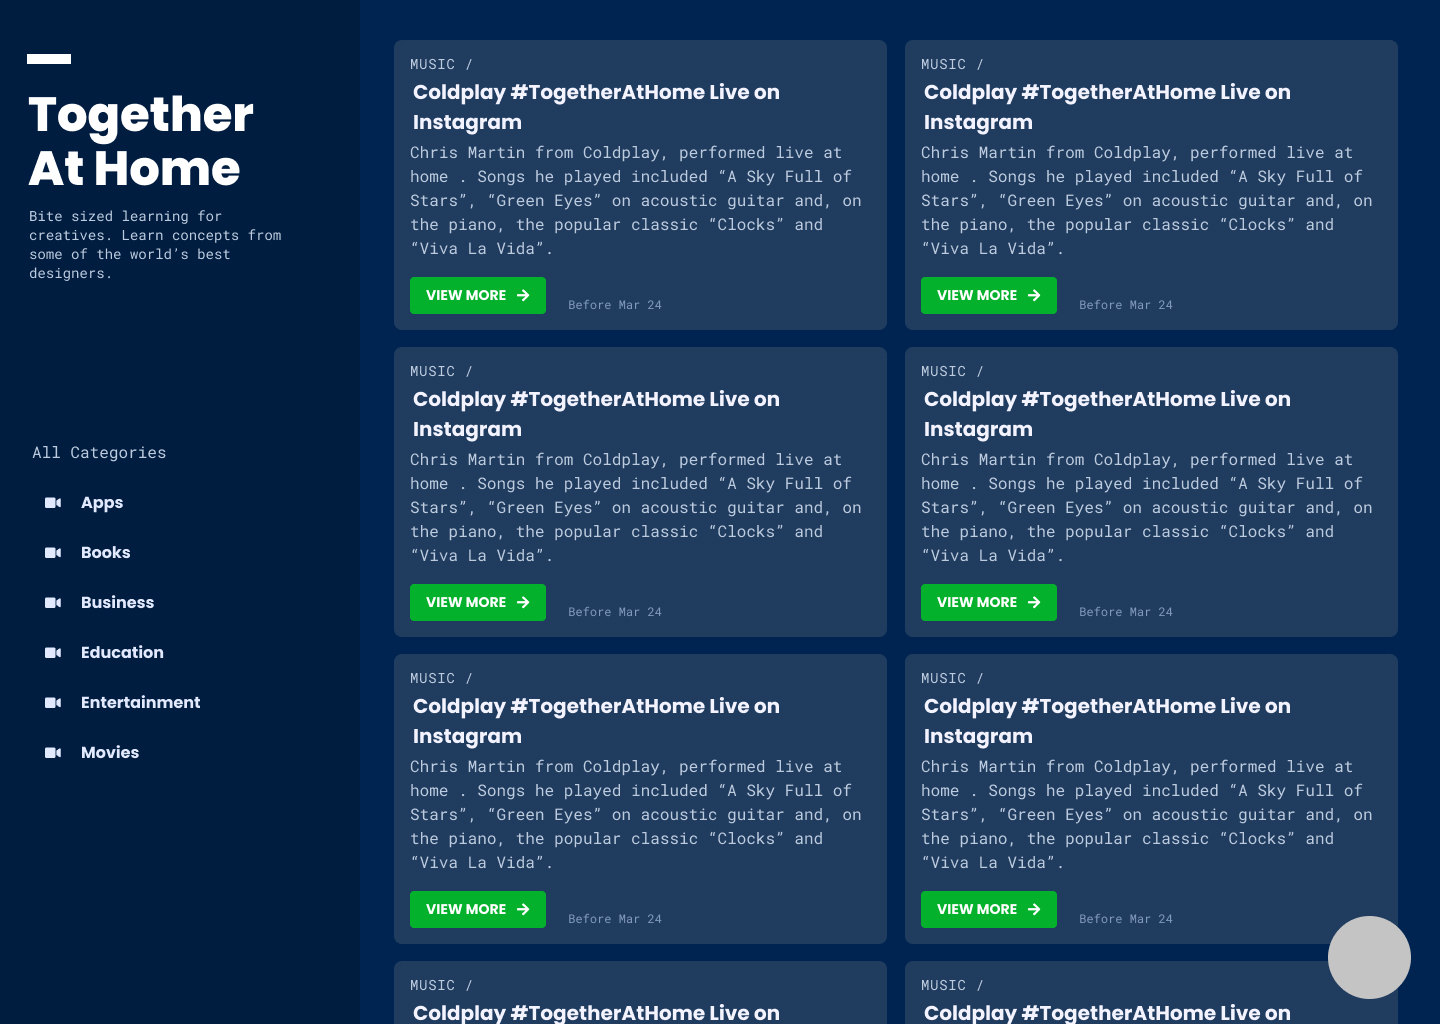 Together
At Home
Bite sized learning for
creatives. Learn concepts from
some of the world’s best
designers.
All Categories
Apps
Books
Business
Education
Entertainment
Movies
MUSIC /
Coldplay #TogetherAtHome Live on
Instagram
Chris Martin from Coldplay, performed live at
home . Songs he played included “A Sky Full of
Stars”, “Green Eyes” on acoustic guitar and, on
the piano, the popular classic “Clocks” and
“Viva La Vida”.
VIEW MORE
Before Mar 24
MUSIC /
Coldplay #TogetherAtHome Live on
Instagram
Chris Martin from Coldplay, performed live at
home . Songs he played included “A Sky Full of
Stars”, “Green Eyes” on acoustic guitar and, on
the piano, the popular classic “Clocks” and
“Viva La Vida”.
VIEW MORE
Before Mar 24
MUSIC /
Coldplay #TogetherAtHome Live on
Instagram
Chris Martin from Coldplay, performed live at
home . Songs he played included “A Sky Full of
Stars”, “Green Eyes” on acoustic guitar and, on
the piano, the popular classic “Clocks” and
“Viva La Vida”.
VIEW MORE
Before Mar 24
MUSIC /
Coldplay #TogetherAtHome Live on
Instagram
Chris Martin from Coldplay, performed live at
home . Songs he played included “A Sky Full of
Stars”, “Green Eyes” on acoustic guitar and, on
the piano, the popular classic “Clocks” and
“Viva La Vida”.
VIEW MORE
Before Mar 24
MUSIC /
Coldplay #TogetherAtHome Live on
Instagram
Chris Martin from Coldplay, performed live at
home . Songs he played included “A Sky Full of
Stars”, “Green Eyes” on acoustic guitar and, on
the piano, the popular classic “Clocks” and
“Viva La Vida”.
VIEW MORE
Before Mar 24
MUSIC /
Coldplay #TogetherAtHome Live on
Instagram
Chris Martin from Coldplay, performed live at
home . Songs he played included “A Sky Full of
Stars”, “Green Eyes” on acoustic guitar and, on
the piano, the popular classic “Clocks” and
“Viva La Vida”.
VIEW MORE
Before Mar 24
MUSIC /
Coldplay #TogetherAtHome Live on
MUSIC /
Coldplay #TogetherAtHome Live on